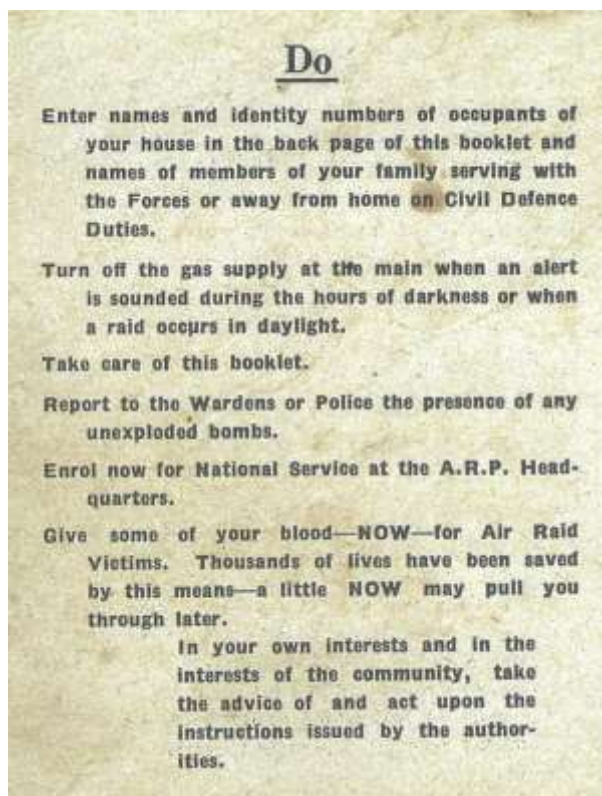 Do
Enter names and identity numbers of occupants of
your house in the back page of this booklet and
names of members of your family serving with
the Forces or away from home on Civil Defence
Duties.
Turn off the gas supply at the main when an alert
is sounded during the hours of darkness or when
a raid occurs in daylight.
Take care of this booklet.
Report to the Wardens or Police the presence of any
unexploded bombs.
Enrol now for National Service at the A.R.P. Head-
quarters.
Give some of your blood—NOW—for Air Raid
Victims. Thousands of lives have been saved
by this means—a little NOW may pull you
through later.
In your own interests and in the
interests of the community, take
the advice of and act upon the
instructions issued by the author-
ities.